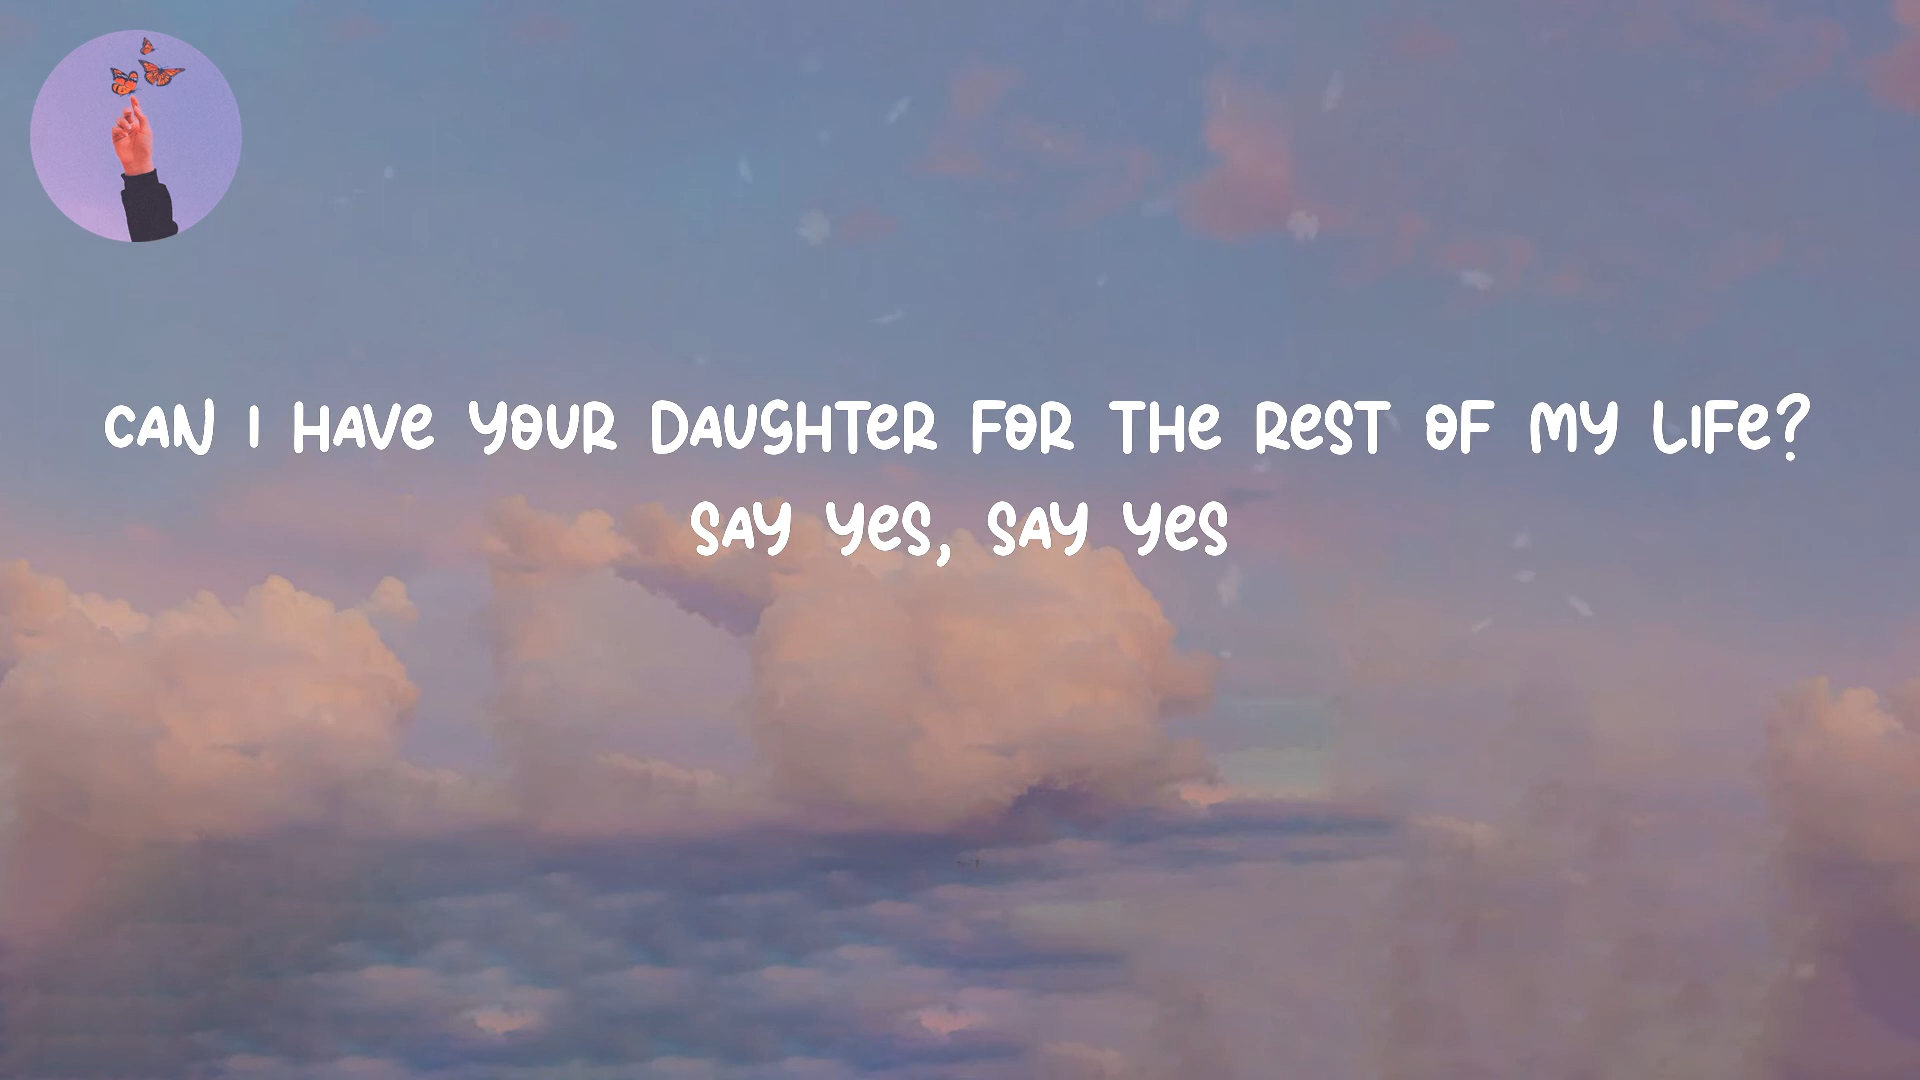 CAN I HAVE YOUR DAUGHTER FOR THE REST OF MY LIFE?
SAY YES, SAY YES